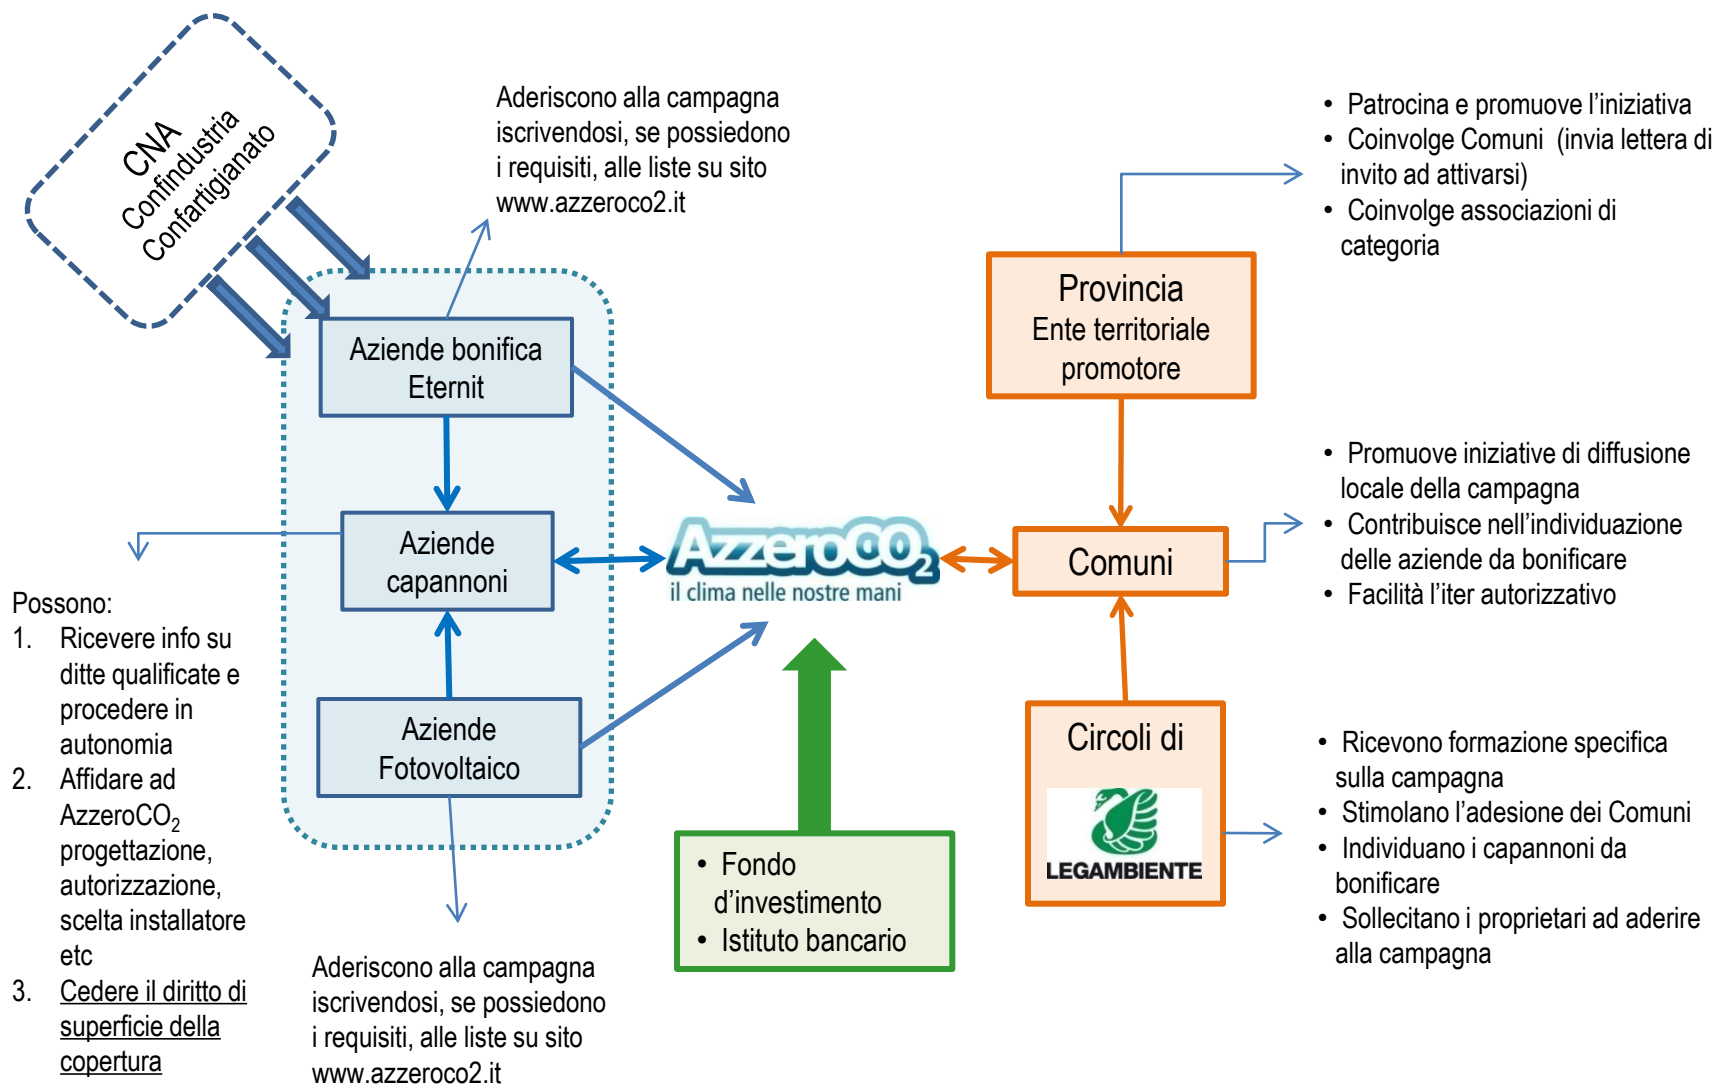 CNA
Confindustria
Confartigianato
Aderiscono alla campagna
iscrivendosi, se possiedono
i requisiti, alle liste su sito
www.azzeroco2.it
• Patrocina e promuove l’iniziativa
• Coinvolge Comuni (invia lettera di
invito ad attivarsi)
• Coinvolge associazioni di
categoria
Provincia
Ente territoriale
promotore
Aziende bonifica
Eternit
• Promuove iniziative di diffusione
locale della campagna
• Contribuisce nell’individuazione
delle aziende da bonificare
• Facilità l’iter autorizzativo
Aziende
capannoni
AzzeroCO2
il clima nelle nostre mani
Comuni
Possono:
1. Ricevere info su
ditte qualificate e
procedere in
autonomia
2. Affidare ad
AzzeroCO2
progettazione,
autorizzazione,
scelta installatore
etc
3. Cedere il diritto di
superficie della
copertura
Aziende
Fotovoltaico
Circoli di
LEGAMBIENTE
• Ricevono formazione specifica
sulla campagna
• Stimolano l’adesione dei Comuni
• Individuano i capannoni da
bonificare
• Sollecitano i proprietari ad aderire
alla campagna
• Fondo
d’investimento
• Istituto bancario
Aderiscono alla campagna
iscrivendosi, se possiedono
i requisiti, alle liste su sito
www.azzeroco2.it